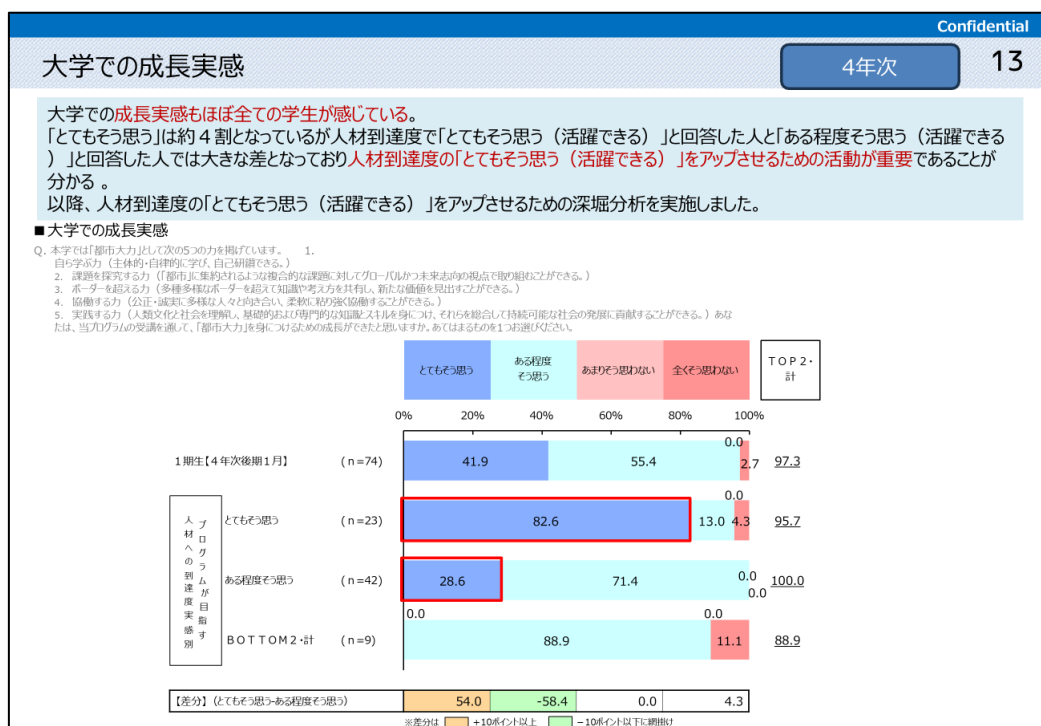 Confidential
大学での成長実感
4年次
13
大学での成長実感もほぼ全ての学生が感じている。
「とてもそう思う」は約４割となっているが人材到達度で「とてもそう思う（活躍できる）」と回答した人と「ある程度そう思う（活躍できる
）」と回答した人では大きな差となっており人材到達度の「とてもそう思う（活躍できる）」をアップさせるための活動が重要であることが
分かる 。
以降、人材到達度の「とてもそう思う（活躍できる）」をアップさせるための深堀分析を実施しました。
■大学での成長実感
Q. 本学では「都市大力」として次の5つの力を掲げています。 1.
自ら学ぶ力（主体的・自律的に学び、自己研鑽できる。）
2. 課題を探究する力（「都市」に集約されるような複合的な課題に対してグローバルかつ未来志向の視点で取り組むことができる。）
3. ボーダーを超える力（多種多様なボーダーを超えて知識や考え方を共有し、新たな価値を見出すことができる。）
4. 協働する力（公正・誠実に多様な人々と向き合い、柔軟に粘り強く協働することができる。）
5. 実践する力（人類文化と社会を理解し、基礎的および専門的な知識とスキルを身につけ、それらを総合して持続可能な社会の発展に貢献することができる。）あな
たは、当プログラムの受講を通して、「都市大力」を身につけるための成長ができたと思いますか。あてはまるものを1つお選びください。
とてもそう思う
ある程度
そう思う
あまりそう思わない
全くそう思わない
ＴＯＰ２・
計
0% 20% 40% 60% 80% 100%
１期生【４年次後期１月】 (n=74) 41.9 55.4 0.0 2.7 97.3
プログラムが目指す
人材への到達度実感別
とてもそう思う (n=23) 82.6 13.0 0.0 4.3 95.7
ある程度そう思う (n=42) 28.6 71.4 0.0 0.0 100.0
ＢＯＴＴＯＭ２・計 (n=9) 0.0 88.9 0.0 11.1 88.9
【差分】（とてもそう思う-ある程度そう思う） 54.0 -58.4 0.0 4.3
※差分は ＋10ポイント以上 －10ポイント以下に網掛け